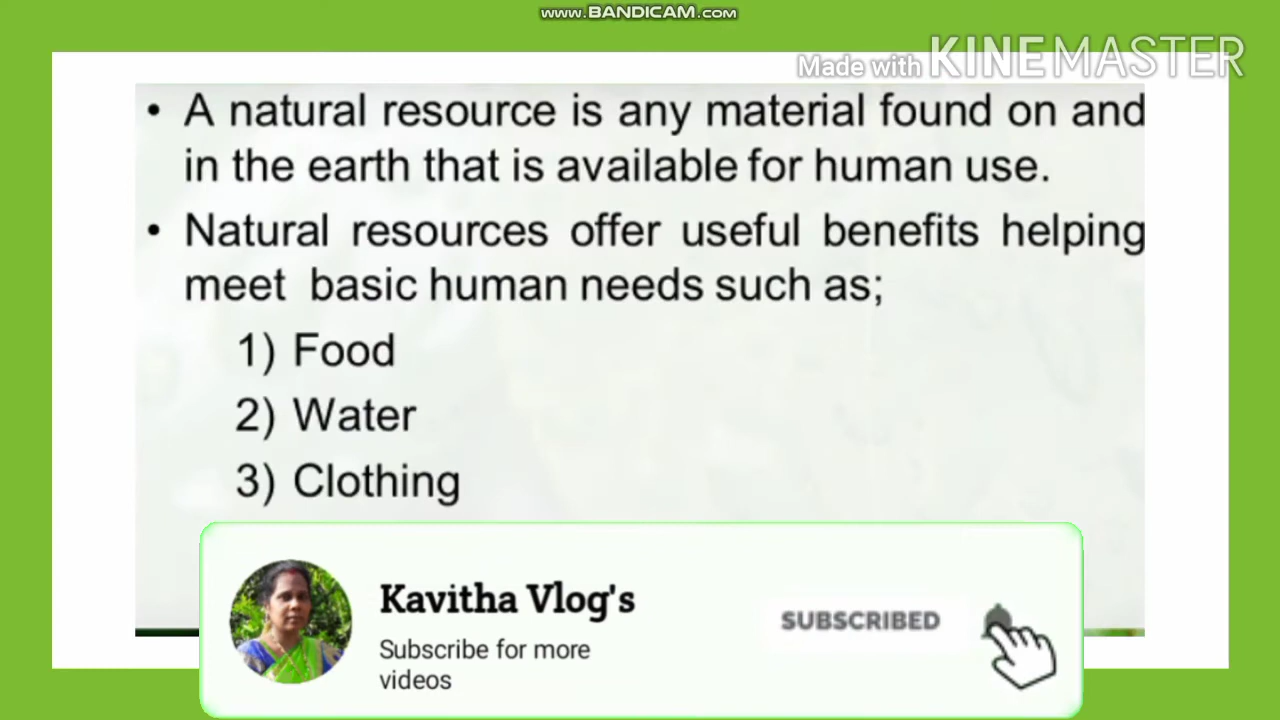 www.BANDICAM.com
Made with KINEMASTER
• A natural resource is any material found on and
in the earth that is available for human use.
• Natural resources offer useful benefits helping
meet basic human needs such as;
1) Food
2) Water
3) Clothing
Kavitha Vlog's
Subscribe for more
videos
SUBSCRIBED